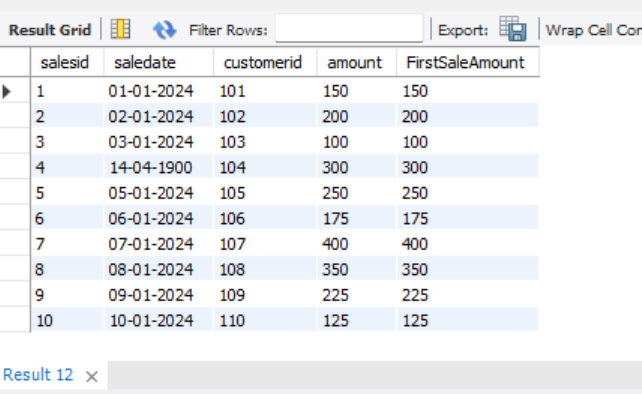 Result Grid Filter Rows: Export: Wrap Cell Con
salesid saledate customerid amount FirstSaleAmount
1 01-01-2024 101 150 150
2 02-01-2024 102 200 200
3 03-01-2024 103 100 100
4 14-04-1900 104 300 300
5 05-01-2024 105 250 250
6 06-01-2024 106 175 175
7 07-01-2024 107 400 400
8 08-01-2024 108 350 350
9 09-01-2024 109 225 225
10 10-01-2024 110 125 125
Result 12